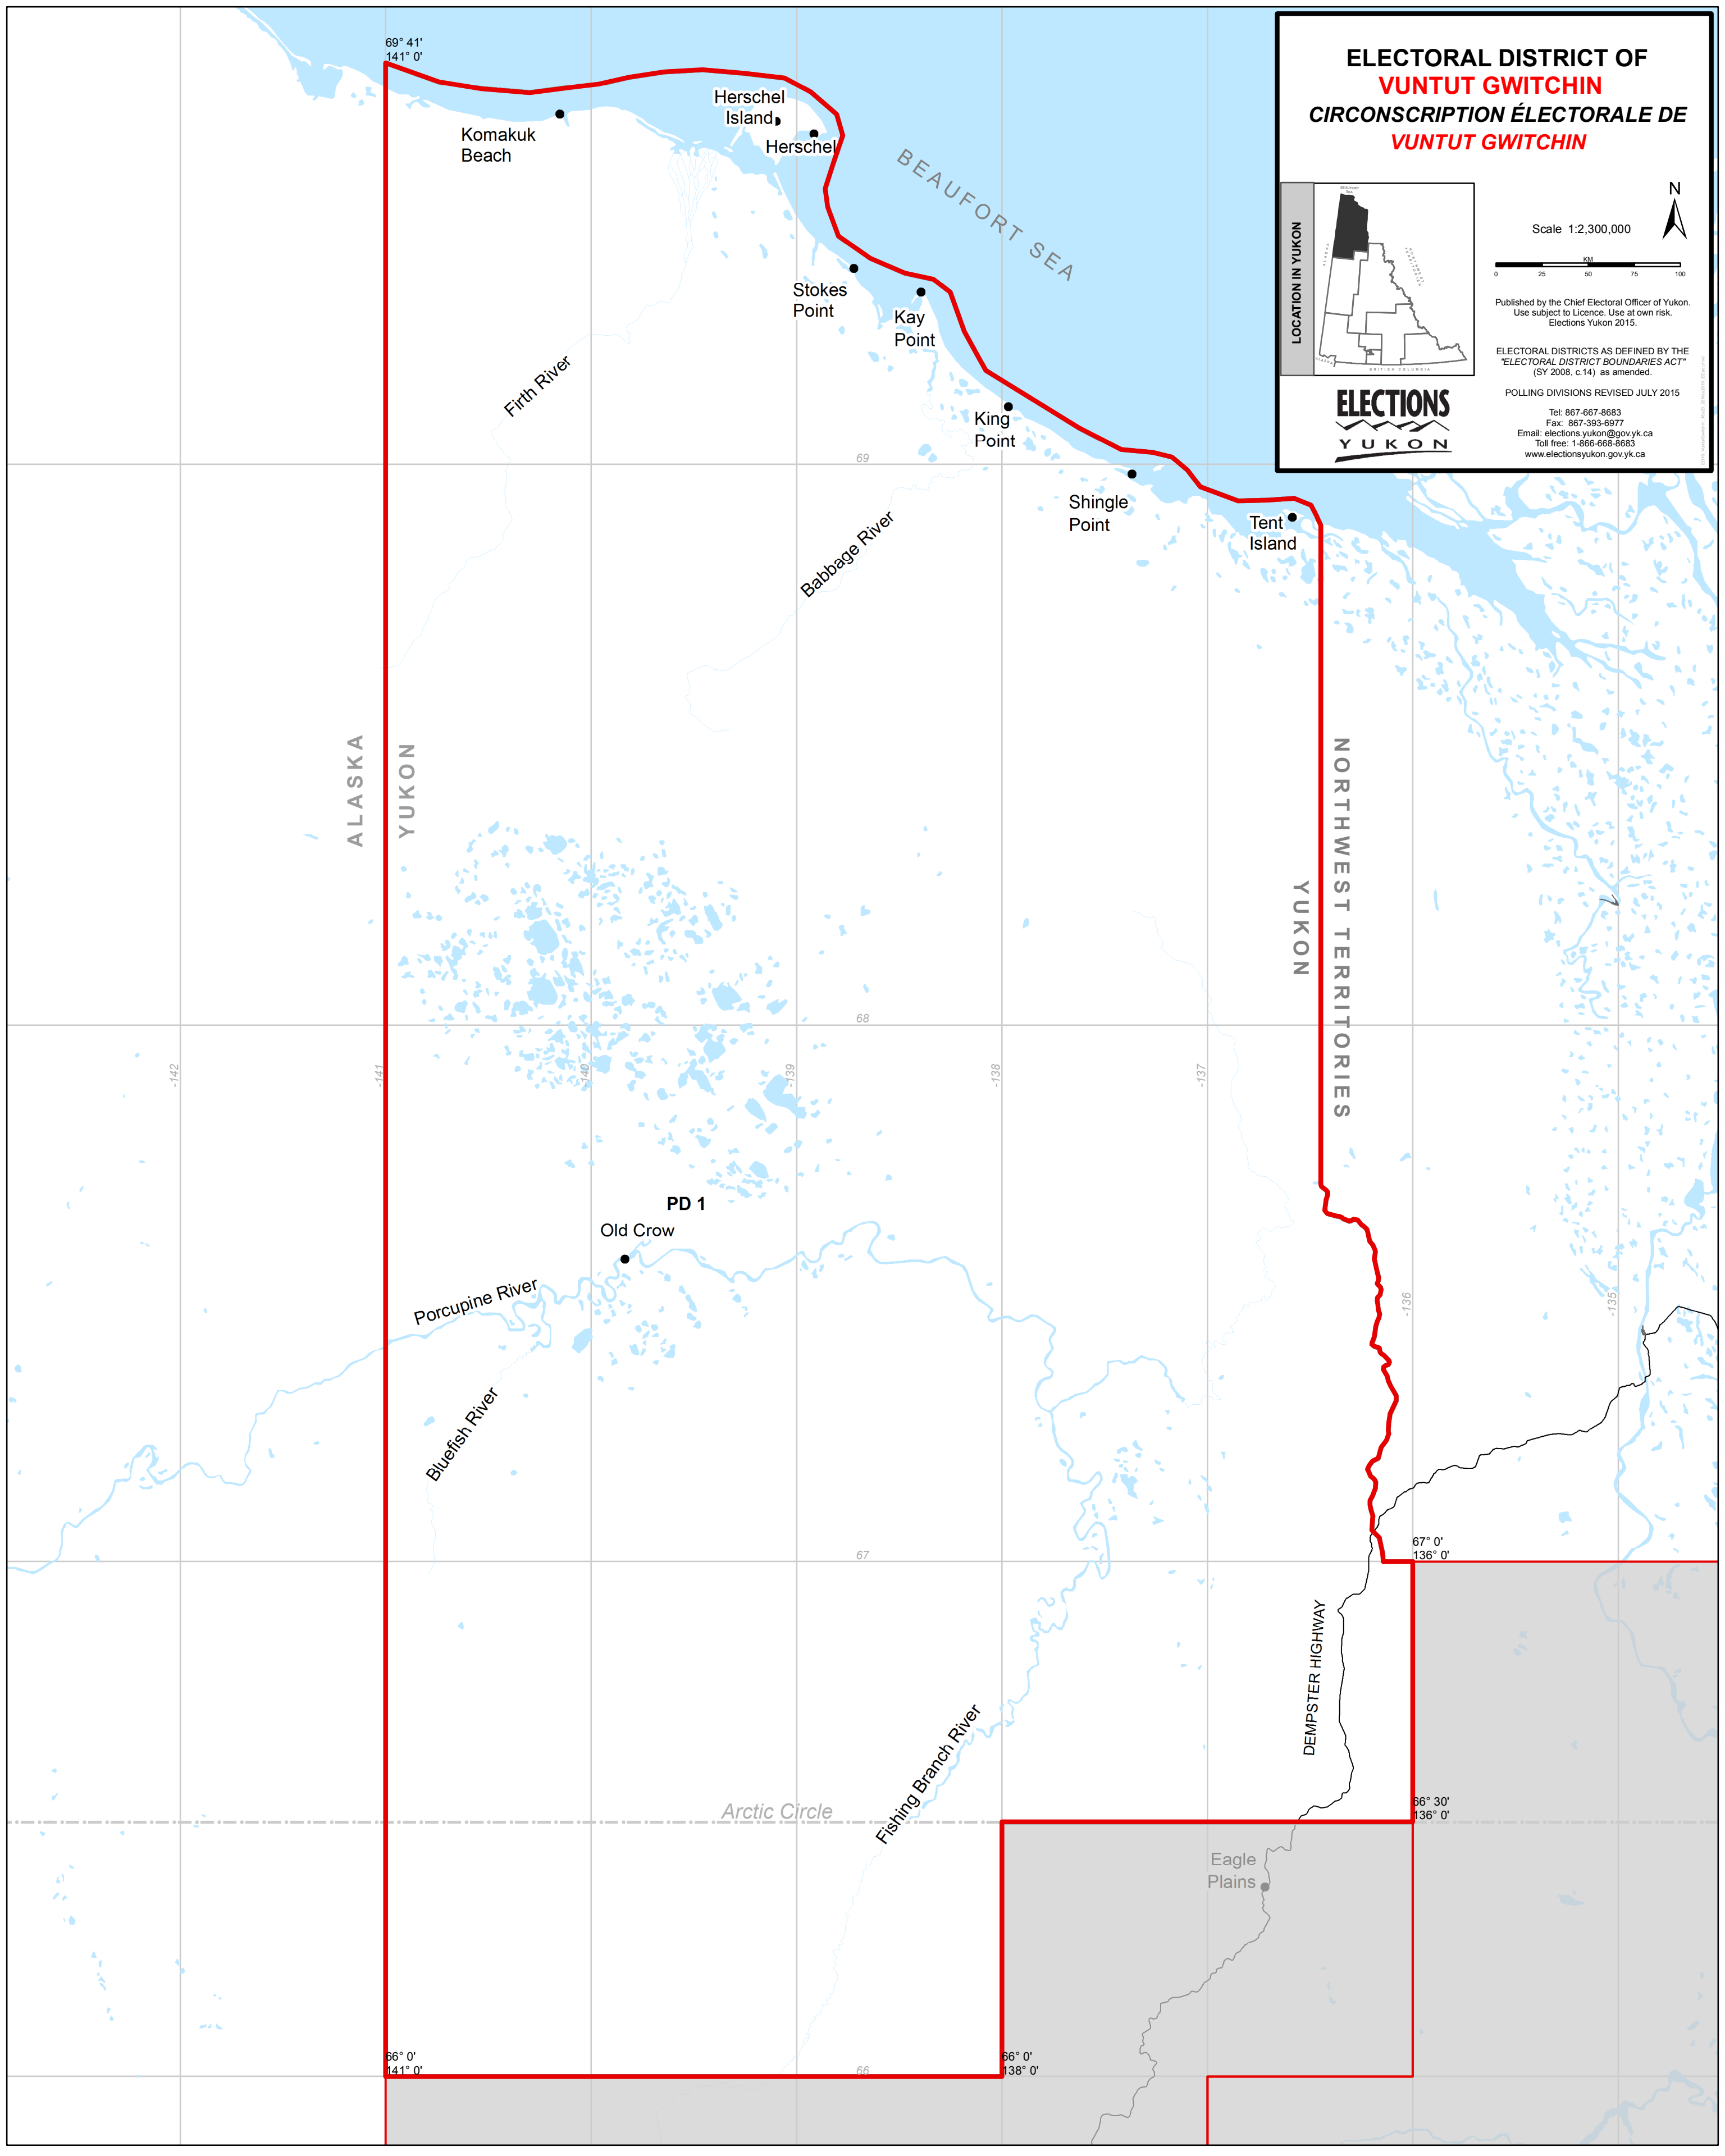 69° 41'
141° 0'
Komakuk
Beach
Herschel
Island
Herschel
BEAUFORT SEA
Stokes
Point
Kay
Point
King
Point
Shingle
Point
Tent
Island
Firth River
Babbage River
69
ALASKA
YUKON
YUKON
NORTHWEST TERRITORIES
68
-142
-141
-140
-139
-138
-137
-136
-135
PD 1
Old Crow
Porcupine River
Bluefish River
67
67° 0'
136° 0'
DEMPSTER HIGHWAY
Fishing Branch River
Arctic Circle
66° 30'
136° 0'
Eagle
Plains
66° 0'
141° 0'
66
66° 0'
138° 0'
ELECTORAL DISTRICT OF
VUNTUT GWITCHIN
CIRCONSCRIPTION ÉLECTORALE DE
VUNTUT GWITCHIN
LOCATION IN YUKON
BRITISH COLUMBIA
N
Scale 1:2,300,000
KM
0 25 50 75 100
Published by the Chief Electoral Officer of Yukon.
Use subject to Licence. Use at own risk.
Elections Yukon 2015.
ELECTORAL DISTRICTS AS DEFINED BY THE
"ELECTORAL DISTRICT BOUNDARIES ACT"
(SY 2008, c.14) as amended.
POLLING DIVISIONS REVISED JULY 2015
Tel: 867-667-8683
Fax: 867-393-6977
Email: elections.yukon@gov.yk.ca
Toll free: 1-866-668-8683
www.electionsyukon.gov.yk.ca
ELECTIONS
YUKON